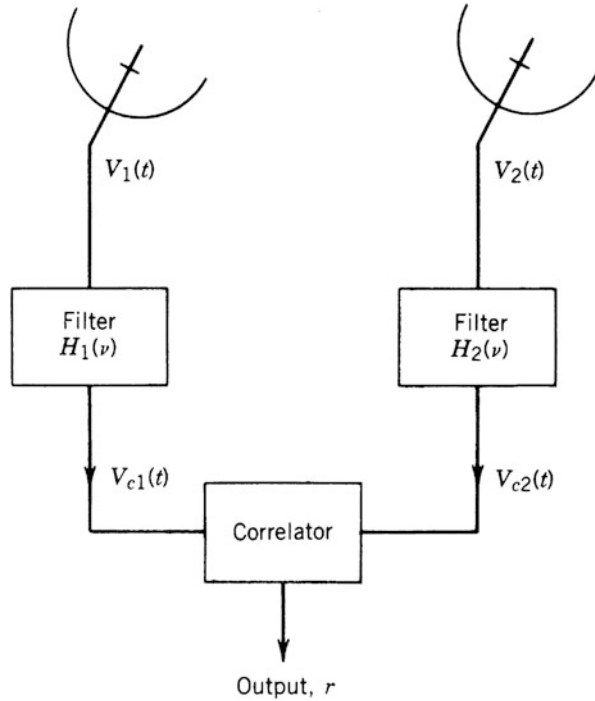 V1(t)
V2(t)
Filter
H1(ν)
Filter
H2(ν)
Vc1(t)
Vc2(t)
Correlator
Output, r